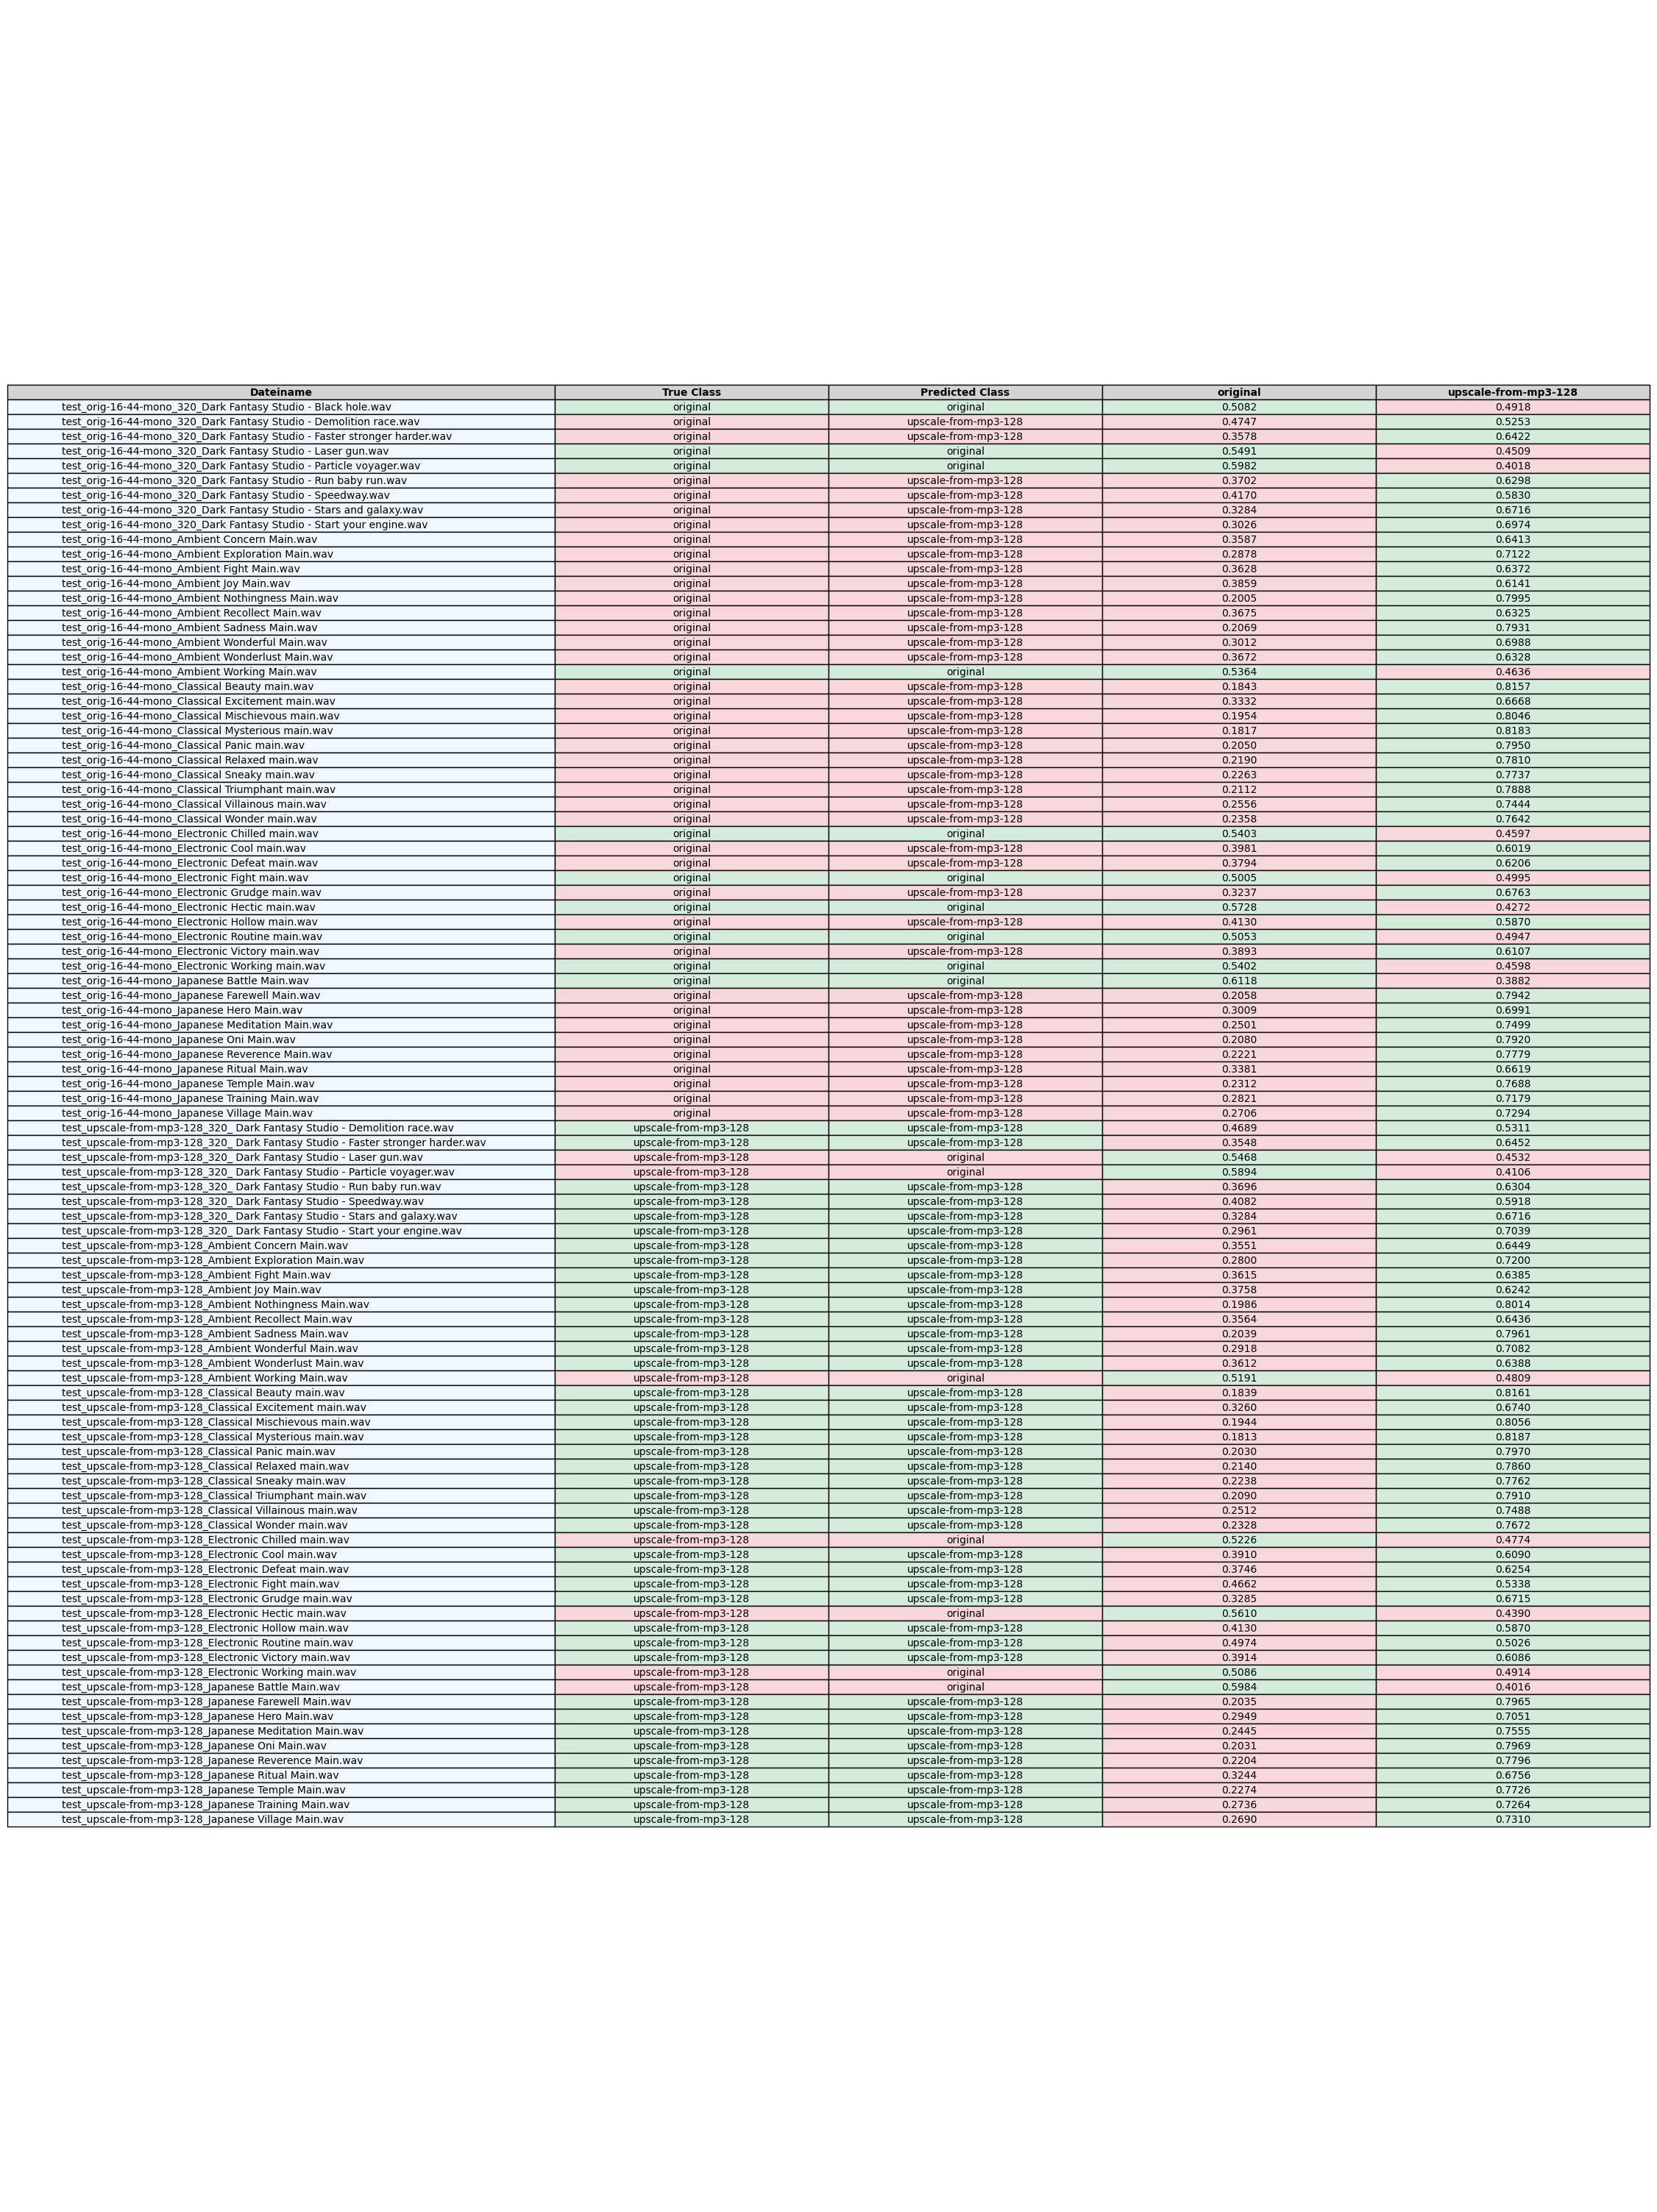 Dateiname True Class Predicted Class original upscale-from-mp3-128
test_orig-16-44-mono_320_Dark Fantasy Studio - Black hole.wav original original 0.5082 0.4918
test_orig-16-44-mono_320_Dark Fantasy Studio - Demolition race.wav original upscale-from-mp3-128 0.4747 0.5253
test_orig-16-44-mono_320_Dark Fantasy Studio - Faster stronger harder.wav original upscale-from-mp3-128 0.3578 0.6422
test_orig-16-44-mono_320_Dark Fantasy Studio - Laser gun.wav original original 0.5491 0.4509
test_orig-16-44-mono_320_Dark Fantasy Studio - Particle voyager.wav original original 0.5982 0.4018
test_orig-16-44-mono_320_Dark Fantasy Studio - Run baby run.wav original upscale-from-mp3-128 0.3702 0.6298
test_orig-16-44-mono_320_Dark Fantasy Studio - Speedway.wav original upscale-from-mp3-128 0.4170 0.5830
test_orig-16-44-mono_320_Dark Fantasy Studio - Stars and galaxy.wav original upscale-from-mp3-128 0.3284 0.6716
test_orig-16-44-mono_320_Dark Fantasy Studio - Start your engine.wav original upscale-from-mp3-128 0.3026 0.6974
test_orig-16-44-mono_Ambient Concern Main.wav original upscale-from-mp3-128 0.3587 0.6413
test_orig-16-44-mono_Ambient Exploration Main.wav original upscale-from-mp3-128 0.2878 0.7122
test_orig-16-44-mono_Ambient Fight Main.wav original upscale-from-mp3-128 0.3628 0.6372
test_orig-16-44-mono_Ambient Joy Main.wav original upscale-from-mp3-128 0.3859 0.6141
test_orig-16-44-mono_Ambient Nothingness Main.wav original upscale-from-mp3-128 0.2005 0.7995
test_orig-16-44-mono_Ambient Recollect Main.wav original upscale-from-mp3-128 0.3675 0.6325
test_orig-16-44-mono_Ambient Sadness Main.wav original upscale-from-mp3-128 0.2069 0.7931
test_orig-16-44-mono_Ambient Wonderful Main.wav original upscale-from-mp3-128 0.3012 0.6988
test_orig-16-44-mono_Ambient Wonderlust Main.wav original upscale-from-mp3-128 0.3672 0.6328
test_orig-16-44-mono_Ambient Working Main.wav original original 0.5364 0.4636
test_orig-16-44-mono_Classical Beauty main.wav original upscale-from-mp3-128 0.1843 0.8157
test_orig-16-44-mono_Classical Excitement main.wav original upscale-from-mp3-128 0.3332 0.6668
test_orig-16-44-mono_Classical Mischievous main.wav original upscale-from-mp3-128 0.1954 0.8046
test_orig-16-44-mono_Classical Mysterious main.wav original upscale-from-mp3-128 0.1817 0.8183
test_orig-16-44-mono_Classical Panic main.wav original upscale-from-mp3-128 0.2050 0.7950
test_orig-16-44-mono_Classical Relaxed main.wav original upscale-from-mp3-128 0.2190 0.7810
test_orig-16-44-mono_Classical Sneaky main.wav original upscale-from-mp3-128 0.2263 0.7737
test_orig-16-44-mono_Classical Triumphant main.wav original upscale-from-mp3-128 0.2112 0.7888
test_orig-16-44-mono_Classical Villainous main.wav original upscale-from-mp3-128 0.2556 0.7444
test_orig-16-44-mono_Classical Wonder main.wav original upscale-from-mp3-128 0.2358 0.7642
test_orig-16-44-mono_Electronic Chilled main.wav original original 0.5403 0.4597
test_orig-16-44-mono_Electronic Cool main.wav original upscale-from-mp3-128 0.3981 0.6019
test_orig-16-44-mono_Electronic Defeat main.wav original upscale-from-mp3-128 0.3794 0.6206
test_orig-16-44-mono_Electronic Fight main.wav original original 0.5005 0.4995
test_orig-16-44-mono_Electronic Grudge main.wav original upscale-from-mp3-128 0.3237 0.6763
test_orig-16-44-mono_Electronic Hectic main.wav original original 0.5728 0.4272
test_orig-16-44-mono_Electronic Hollow main.wav original upscale-from-mp3-128 0.4130 0.5870
test_orig-16-44-mono_Electronic Routine main.wav original original 0.5053 0.4947
test_orig-16-44-mono_Electronic Victory main.wav original upscale-from-mp3-128 0.3893 0.6107
test_orig-16-44-mono_Electronic Working main.wav original original 0.5402 0.4598
test_orig-16-44-mono_Japanese Battle Main.wav original original 0.6118 0.3882
test_orig-16-44-mono_Japanese Farewell Main.wav original upscale-from-mp3-128 0.2058 0.7942
test_orig-16-44-mono_Japanese Hero Main.wav original upscale-from-mp3-128 0.3009 0.6991
test_orig-16-44-mono_Japanese Meditation Main.wav original upscale-from-mp3-128 0.2501 0.7499
test_orig-16-44-mono_Japanese Oni Main.wav original upscale-from-mp3-128 0.2080 0.7920
test_orig-16-44-mono_Japanese Reverence Main.wav original upscale-from-mp3-128 0.2221 0.7779
test_orig-16-44-mono_Japanese Ritual Main.wav original upscale-from-mp3-128 0.3381 0.6619
test_orig-16-44-mono_Japanese Temple Main.wav original upscale-from-mp3-128 0.2312 0.7688
test_orig-16-44-mono_Japanese Training Main.wav original upscale-from-mp3-128 0.2821 0.7179
test_orig-16-44-mono_Japanese Village Main.wav original upscale-from-mp3-128 0.2706 0.7294
test_upscale-from-mp3-128_320_ Dark Fantasy Studio - Demolition race.wav upscale-from-mp3-128 upscale-from-mp3-128 0.4689 0.5311
test_upscale-from-mp3-128_320_ Dark Fantasy Studio - Faster stronger harder.wav upscale-from-mp3-128 upscale-from-mp3-128 0.3548 0.6452
test_upscale-from-mp3-128_320_ Dark Fantasy Studio - Laser gun.wav upscale-from-mp3-128 original 0.5468 0.4532
test_upscale-from-mp3-128_320_ Dark Fantasy Studio - Particle voyager.wav upscale-from-mp3-128 original 0.5894 0.4106
test_upscale-from-mp3-128_320_ Dark Fantasy Studio - Run baby run.wav upscale-from-mp3-128 upscale-from-mp3-128 0.3696 0.6304
test_upscale-from-mp3-128_320_ Dark Fantasy Studio - Speedway.wav upscale-from-mp3-128 upscale-from-mp3-128 0.4082 0.5918
test_upscale-from-mp3-128_320_ Dark Fantasy Studio - Stars and galaxy.wav upscale-from-mp3-128 upscale-from-mp3-128 0.3284 0.6716
test_upscale-from-mp3-128_320_ Dark Fantasy Studio - Start your engine.wav upscale-from-mp3-128 upscale-from-mp3-128 0.2961 0.7039
test_upscale-from-mp3-128_Ambient Concern Main.wav upscale-from-mp3-128 upscale-from-mp3-128 0.3551 0.6449
test_upscale-from-mp3-128_Ambient Exploration Main.wav upscale-from-mp3-128 upscale-from-mp3-128 0.2800 0.7200
test_upscale-from-mp3-128_Ambient Fight Main.wav upscale-from-mp3-128 upscale-from-mp3-128 0.3615 0.6385
test_upscale-from-mp3-128_Ambient Joy Main.wav upscale-from-mp3-128 upscale-from-mp3-128 0.3758 0.6242
test_upscale-from-mp3-128_Ambient Nothingness Main.wav upscale-from-mp3-128 upscale-from-mp3-128 0.1986 0.8014
test_upscale-from-mp3-128_Ambient Recollect Main.wav upscale-from-mp3-128 upscale-from-mp3-128 0.3564 0.6436
test_upscale-from-mp3-128_Ambient Sadness Main.wav upscale-from-mp3-128 upscale-from-mp3-128 0.2039 0.7961
test_upscale-from-mp3-128_Ambient Wonderful Main.wav upscale-from-mp3-128 upscale-from-mp3-128 0.2918 0.7082
test_upscale-from-mp3-128_Ambient Wonderlust Main.wav upscale-from-mp3-128 upscale-from-mp3-128 0.3612 0.6388
test_upscale-from-mp3-128_Ambient Working Main.wav upscale-from-mp3-128 original 0.5191 0.4809
test_upscale-from-mp3-128_Classical Beauty main.wav upscale-from-mp3-128 upscale-from-mp3-128 0.1839 0.8161
test_upscale-from-mp3-128_Classical Excitement main.wav upscale-from-mp3-128 upscale-from-mp3-128 0.3260 0.6740
test_upscale-from-mp3-128_Classical Mischievous main.wav upscale-from-mp3-128 upscale-from-mp3-128 0.1944 0.8056
test_upscale-from-mp3-128_Classical Mysterious main.wav upscale-from-mp3-128 upscale-from-mp3-128 0.1813 0.8187
test_upscale-from-mp3-128_Classical Panic main.wav upscale-from-mp3-128 upscale-from-mp3-128 0.2030 0.7970
test_upscale-from-mp3-128_Classical Relaxed main.wav upscale-from-mp3-128 upscale-from-mp3-128 0.2140 0.7860
test_upscale-from-mp3-128_Classical Sneaky main.wav upscale-from-mp3-128 upscale-from-mp3-128 0.2238 0.7762
test_upscale-from-mp3-128_Classical Triumphant main.wav upscale-from-mp3-128 upscale-from-mp3-128 0.2090 0.7910
test_upscale-from-mp3-128_Classical Villainous main.wav upscale-from-mp3-128 upscale-from-mp3-128 0.2512 0.7488
test_upscale-from-mp3-128_Classical Wonder main.wav upscale-from-mp3-128 upscale-from-mp3-128 0.2328 0.7672
test_upscale-from-mp3-128_Electronic Chilled main.wav upscale-from-mp3-128 original 0.5226 0.4774
test_upscale-from-mp3-128_Electronic Cool main.wav upscale-from-mp3-128 upscale-from-mp3-128 0.3910 0.6090
test_upscale-from-mp3-128_Electronic Defeat main.wav upscale-from-mp3-128 upscale-from-mp3-128 0.3746 0.6254
test_upscale-from-mp3-128_Electronic Fight main.wav upscale-from-mp3-128 upscale-from-mp3-128 0.4662 0.5338
test_upscale-from-mp3-128_Electronic Grudge main.wav upscale-from-mp3-128 upscale-from-mp3-128 0.3285 0.6715
test_upscale-from-mp3-128_Electronic Hectic main.wav upscale-from-mp3-128 original 0.5610 0.4390
test_upscale-from-mp3-128_Electronic Hollow main.wav upscale-from-mp3-128 upscale-from-mp3-128 0.4130 0.5870
test_upscale-from-mp3-128_Electronic Routine main.wav upscale-from-mp3-128 upscale-from-mp3-128 0.4974 0.5026
test_upscale-from-mp3-128_Electronic Victory main.wav upscale-from-mp3-128 upscale-from-mp3-128 0.3914 0.6086
test_upscale-from-mp3-128_Electronic Working main.wav upscale-from-mp3-128 original 0.5086 0.4914
test_upscale-from-mp3-128_Japanese Battle Main.wav upscale-from-mp3-128 original 0.5984 0.4016
test_upscale-from-mp3-128_Japanese Farewell Main.wav upscale-from-mp3-128 upscale-from-mp3-128 0.2035 0.7965
test_upscale-from-mp3-128_Japanese Hero Main.wav upscale-from-mp3-128 upscale-from-mp3-128 0.2949 0.7051
test_upscale-from-mp3-128_Japanese Meditation Main.wav upscale-from-mp3-128 upscale-from-mp3-128 0.2445 0.7555
test_upscale-from-mp3-128_Japanese Oni Main.wav upscale-from-mp3-128 upscale-from-mp3-128 0.2031 0.7969
test_upscale-from-mp3-128_Japanese Reverence Main.wav upscale-from-mp3-128 upscale-from-mp3-128 0.2204 0.7796
test_upscale-from-mp3-128_Japanese Ritual Main.wav upscale-from-mp3-128 upscale-from-mp3-128 0.3244 0.6756
test_upscale-from-mp3-128_Japanese Temple Main.wav upscale-from-mp3-128 upscale-from-mp3-128 0.2274 0.7726
test_upscale-from-mp3-128_Japanese Training Main.wav upscale-from-mp3-128 upscale-from-mp3-128 0.2736 0.7264
test_upscale-from-mp3-128_Japanese Village Main.wav upscale-from-mp3-128 upscale-from-mp3-128 0.2690 0.7310